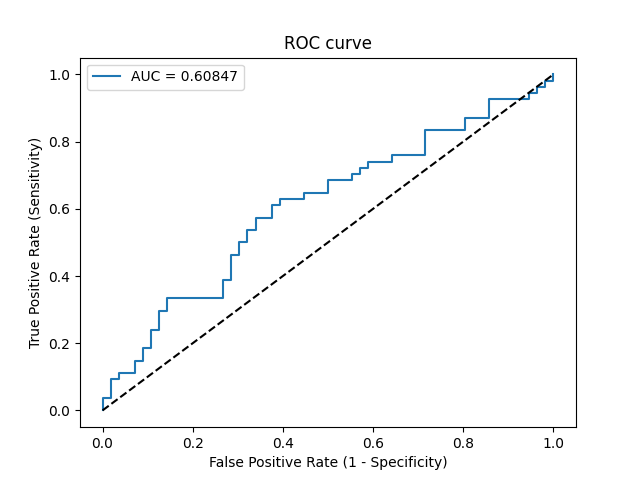 ROC curve
AUC = 0.60847
1.0
0.8
0.6
0.4
0.2
0.0
True Positive Rate (Sensitivity)
0.0 0.2 0.4 0.6 0.8 1.0
False Positive Rate (1 - Specificity)